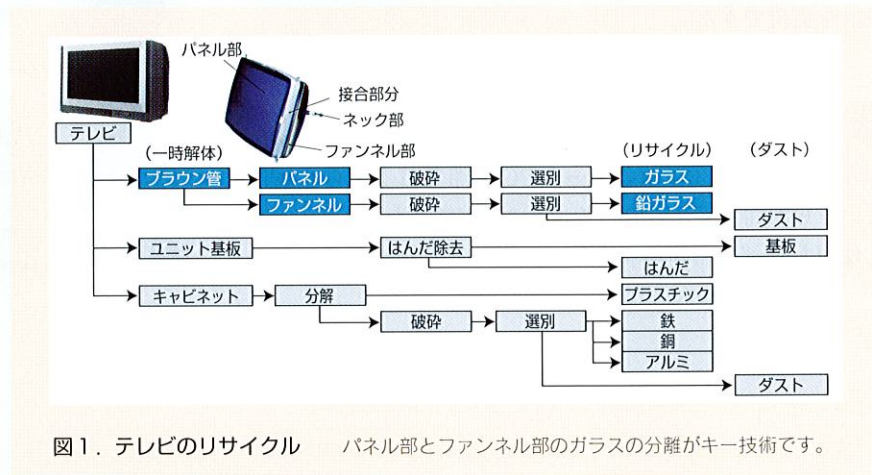 パネル部
接合部分
ネック部
ファンネル部
テレビ
(一時解体) (リサイクル) (ダスト)
ブラウン管 パネル 破砕 選別 ガラス
ファンネル 破砕 選別 鉛ガラス
ダスト
ユニット基板 はんだ除去 基板
はんだ
キャビネット 分解 プラスチック
破砕 選別 鉄
銅
アルミ
ダスト
図1. テレビのリサイクル パネル部とファンネル部のガラスの分離がキー技術です。